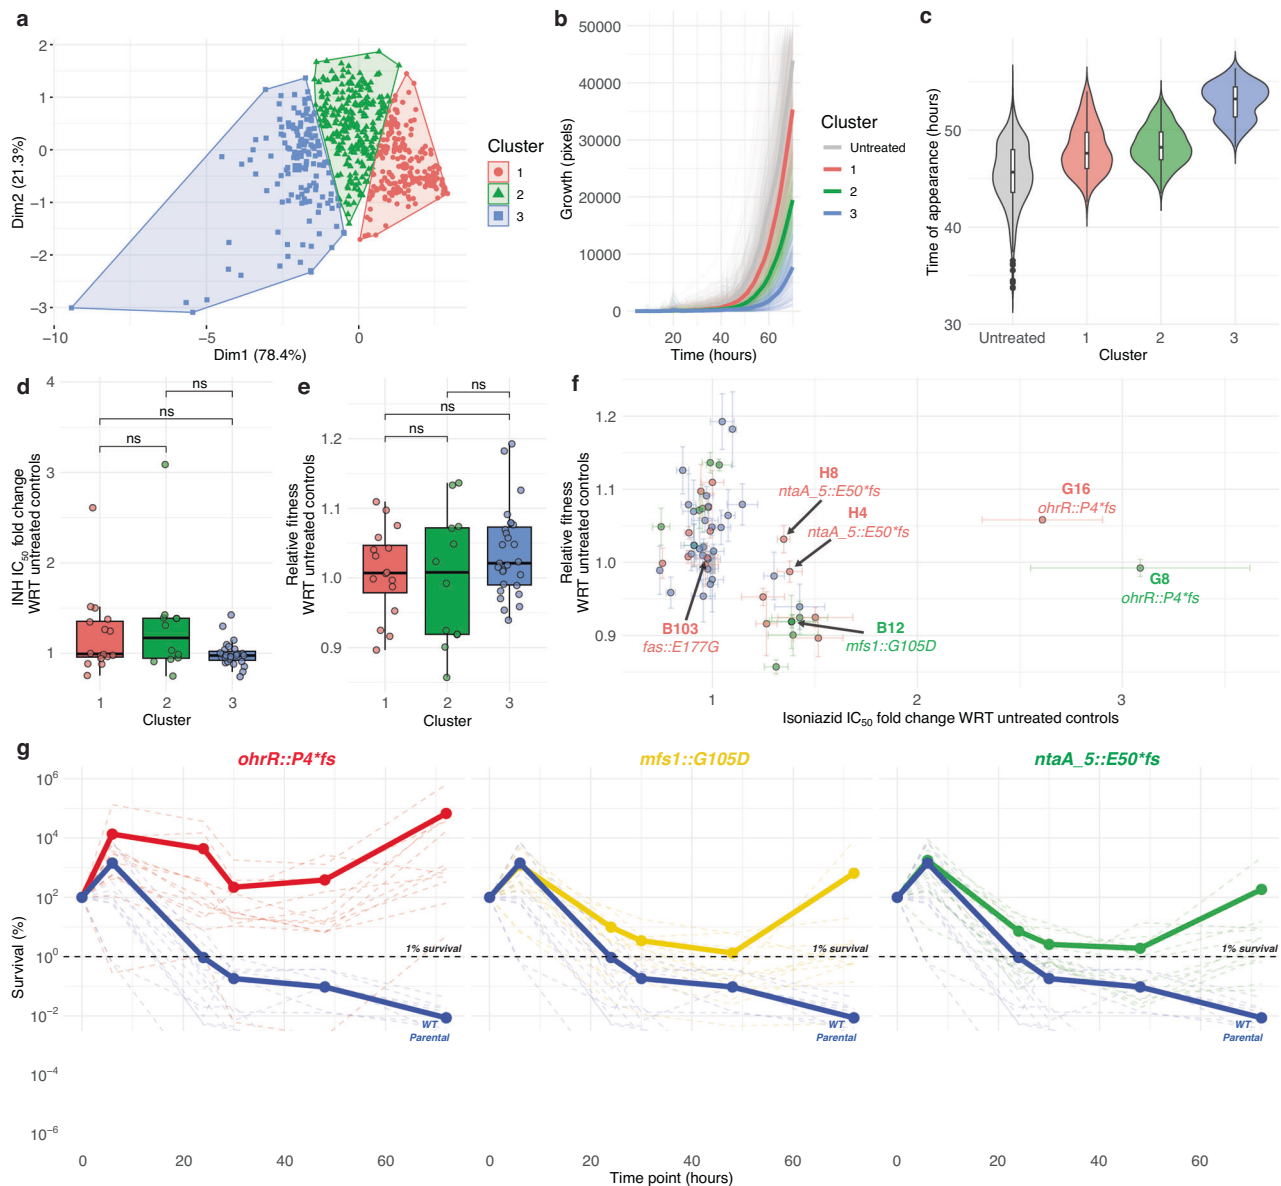 a
2
1
0
−1
−2
−3
−10
−5
0
Dim2 (21.3%)
Dim1 (78.4%)
Cluster
1
2
3
b
50000
40000
30000
20000
10000
0
20
40
60
Growth (pixels)
Time (hours)
Cluster
Untreated
1
2
3
c
50
40
30
Time of appearance (hours)
Untreated
1
2
3
Cluster
d
4
3
2
1
INH IC50 fold change
WRT untreated controls
ns
ns
ns
1
2
3
Cluster
e
1.2
1.1
1.0
0.9
Relative fitness
WRT untreated controls
ns
ns
ns
1
2
3
Cluster
f
1.2
1.1
1.0
0.9
Relative fitness
WRT untreated controls
H8
ntaA_5::E50*fs
H4
ntaA_5::E50*fs
G16
ohrR::P4*fs
G8
ohrR::P4*fs
B103
fas::E177G
B12
mfs1::G105D
1
2
3
Isoniazid IC50 fold change WRT untreated controls
g
ohrR::P4*fs
mfs1::G105D
ntaA_5::E50*fs
10^6
10^4
10^2
10^0
10^−2
10^−4
10^−6
Survival (%)
1% survival
WT
Parental
1% survival
WT
Parental
1% survival
WT
Parental
0
20
40
60
0
20
40
60
0
20
40
60
Time point (hours)